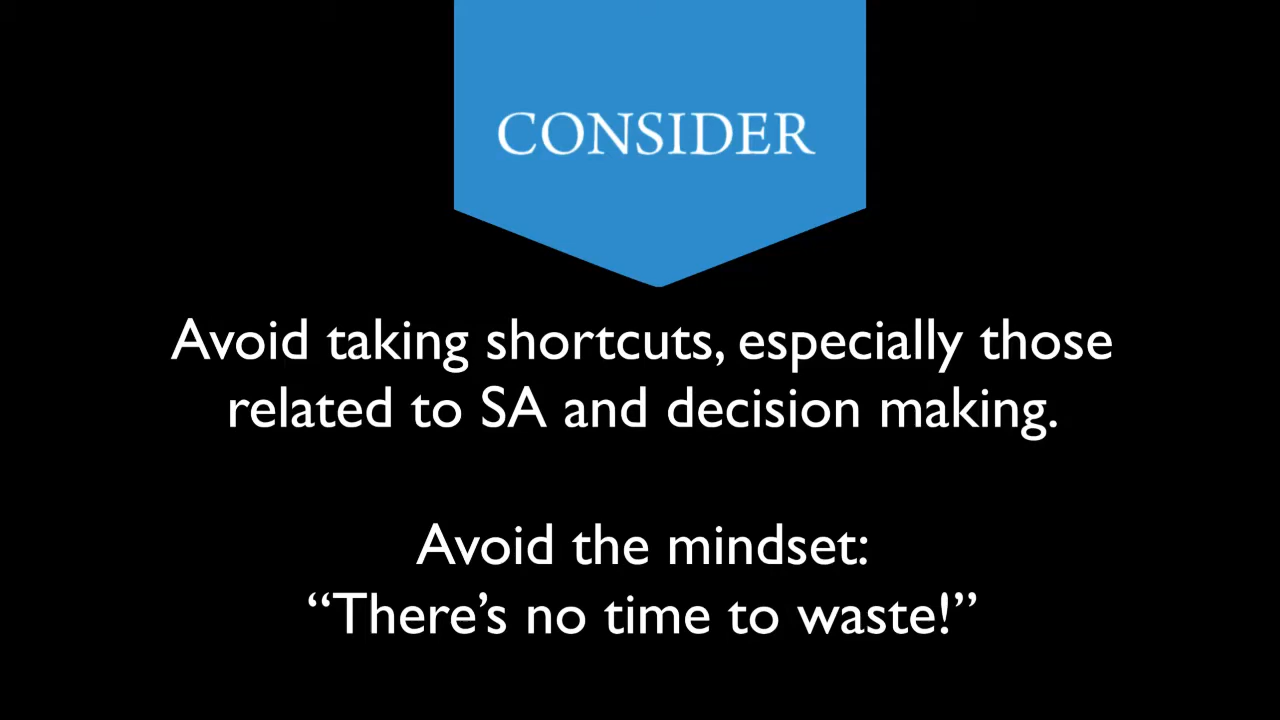 CONSIDER
Avoid taking shortcuts, especially those
related to SA and decision making.
Avoid the mindset:
“There’s no time to waste!”